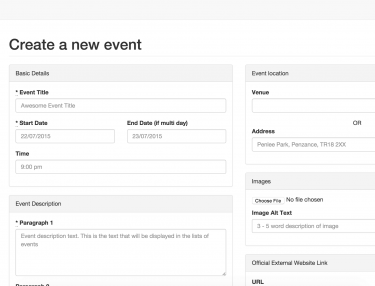 Create a new event
Basic Details
* Event Title
Awesome Event Title
* Start Date
End Date (if multi day)
22/07/2015
23/07/2015
Time
9:00 pm
Event Description
* Paragraph 1
Event description text. This is the text that will be displayed in the lists of
events
Event location
Venue
OR
Address
Penlee Park, Penzance, TR18 2XX
Images
Choose File No file chosen
Image Alt Text
3 - 5 word description of image
Official External Website Link
URL